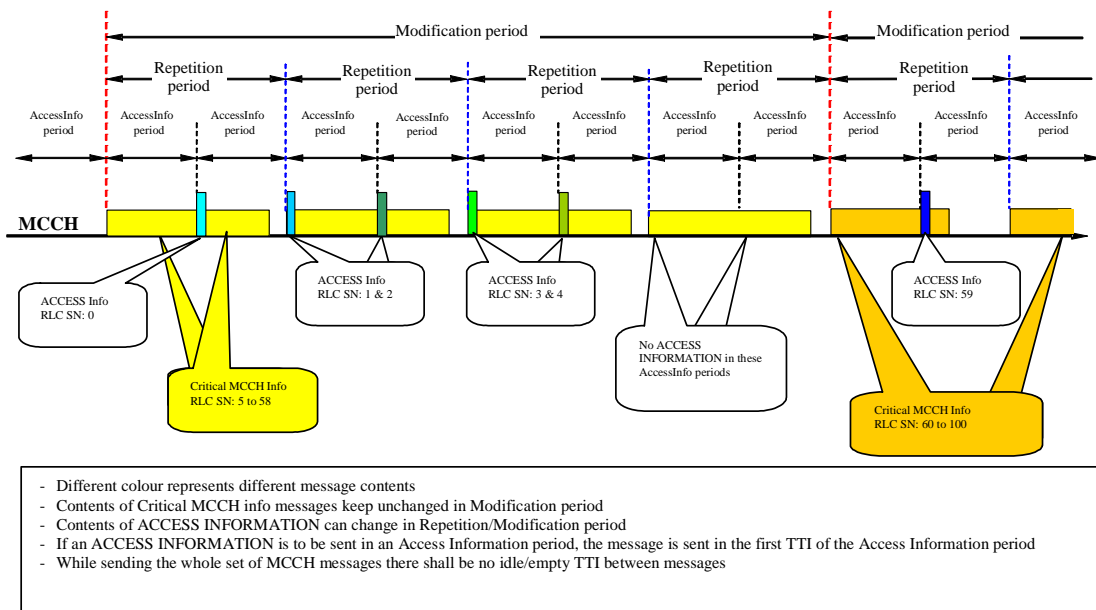 Modification period
Modification period
Repetition
period
Repetition
period
Repetition
period
Repetition
period
Repetition
period
AccessInfo
period
AccessInfo
period
AccessInfo
period
AccessInfo
period
AccessInfo
period
AccessInfo
period
AccessInfo
period
AccessInfo
period
AccessInfo
period
AccessInfo
period
AccessInfo
period
AccessInfo
period
MCCH
ACCESS Info
RLC SN: 0
ACCESS Info
RLC SN: 1 & 2
ACCESS Info
RLC SN: 3 & 4
ACCESS Info
RLC SN: 59
No ACCESS
INFORMATION in these
AccessInfo periods
Critical MCCH Info
RLC SN: 5 to 58
Critical MCCH Info
RLC SN: 60 to 100
- Different colour represents different message contents
- Contents of Critical MCCH info messages keep unchanged in Modification period
- Contents of ACCESS INFORMATION can change in Repetition/Modification period
- If an ACCESS INFORMATION is to be sent in an Access Information period, the message is sent in the first TTI of the Access Information period
- While sending the whole set of MCCH messages there shall be no idle/empty TTI between messages